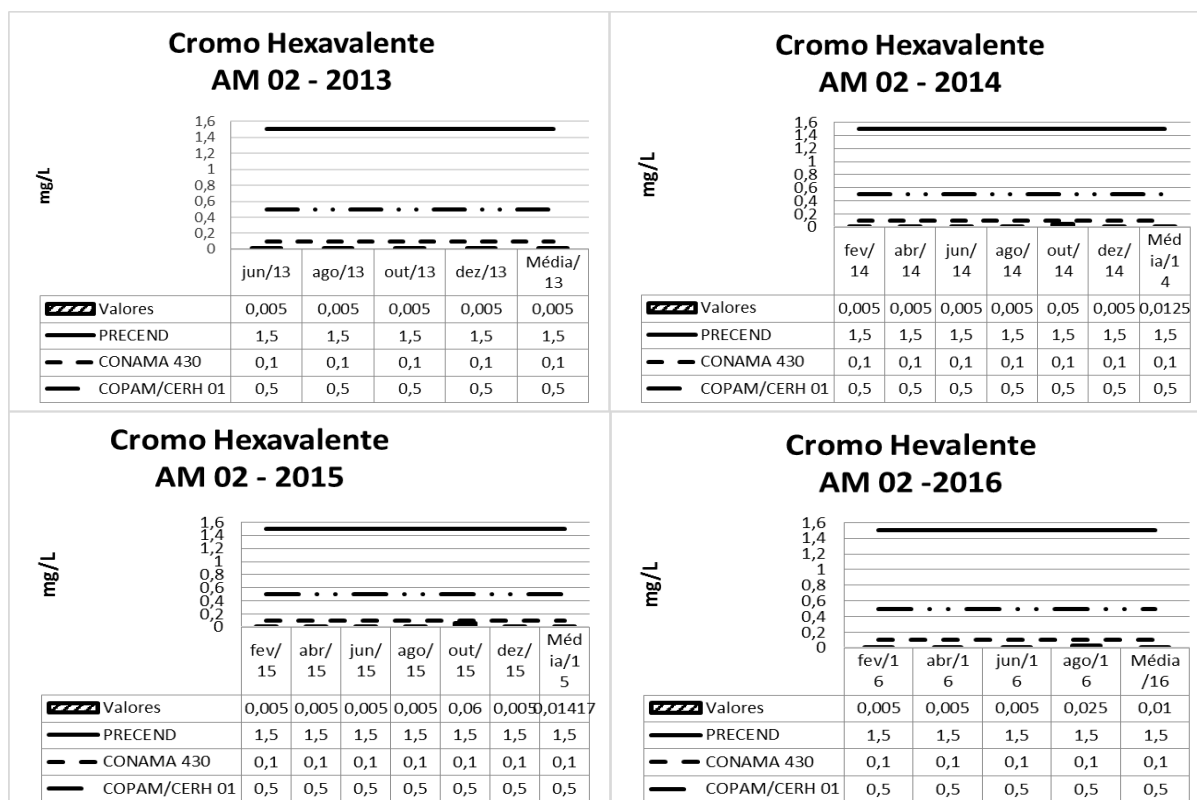 Cromo Hexavalente
AM 02 - 2013
mg/L
1,6
1,4
1,2
1
0,8
0,6
0,4
0,2
0
jun/13 ago/13 out/13 dez/13 Média/
13
Valores 0,005 0,005 0,005 0,005 0,005
PRECEND 1,5 1,5 1,5 1,5 1,5
CONAMA 430 0,1 0,1 0,1 0,1 0,1
COPAM/CERH 01 0,5 0,5 0,5 0,5 0,5
Cromo Hexavalente
AM 02 - 2014
mg/L
1,6
1,4
1,2
1
0,8
0,6
0,4
0,2
0
fev/ abr/ jun/ ago/ out/ dez/ Méd
14 14 14 14 14 14 ia/1
4
Valores 0,005 0,005 0,005 0,005 0,05 0,005 0,0125
PRECEND 1,5 1,5 1,5 1,5 1,5 1,5 1,5
CONAMA 430 0,1 0,1 0,1 0,1 0,1 0,1 0,1
COPAM/CERH 01 0,5 0,5 0,5 0,5 0,5 0,5 0,5
Cromo Hexavalente
AM 02 - 2015
mg/L
1,6
1,4
1,2
1
0,8
0,6
0,4
0,2
0
fev/ abr/ jun/ ago/ out/ dez/ Méd
15 15 15 15 15 15 ia/1
5
Valores 0,005 0,005 0,005 0,005 0,06 0,005 0,01417
PRECEND 1,5 1,5 1,5 1,5 1,5 1,5 1,5
CONAMA 430 0,1 0,1 0,1 0,1 0,1 0,1 0,1
COPAM/CERH 01 0,5 0,5 0,5 0,5 0,5 0,5 0,5
Cromo Hevalente
AM 02 -2016
mg/L
1,6
1,4
1,2
1
0,8
0,6
0,4
0,2
0
fev/1 abr/1 jun/1 ago/1 Média
6 6 6 6 /16
Valores 0,005 0,005 0,005 0,025 0,01
PRECEND 1,5 1,5 1,5 1,5 1,5
CONAMA 430 0,1 0,1 0,1 0,1 0,1
COPAM/CERH 01 0,5 0,5 0,5 0,5 0,5